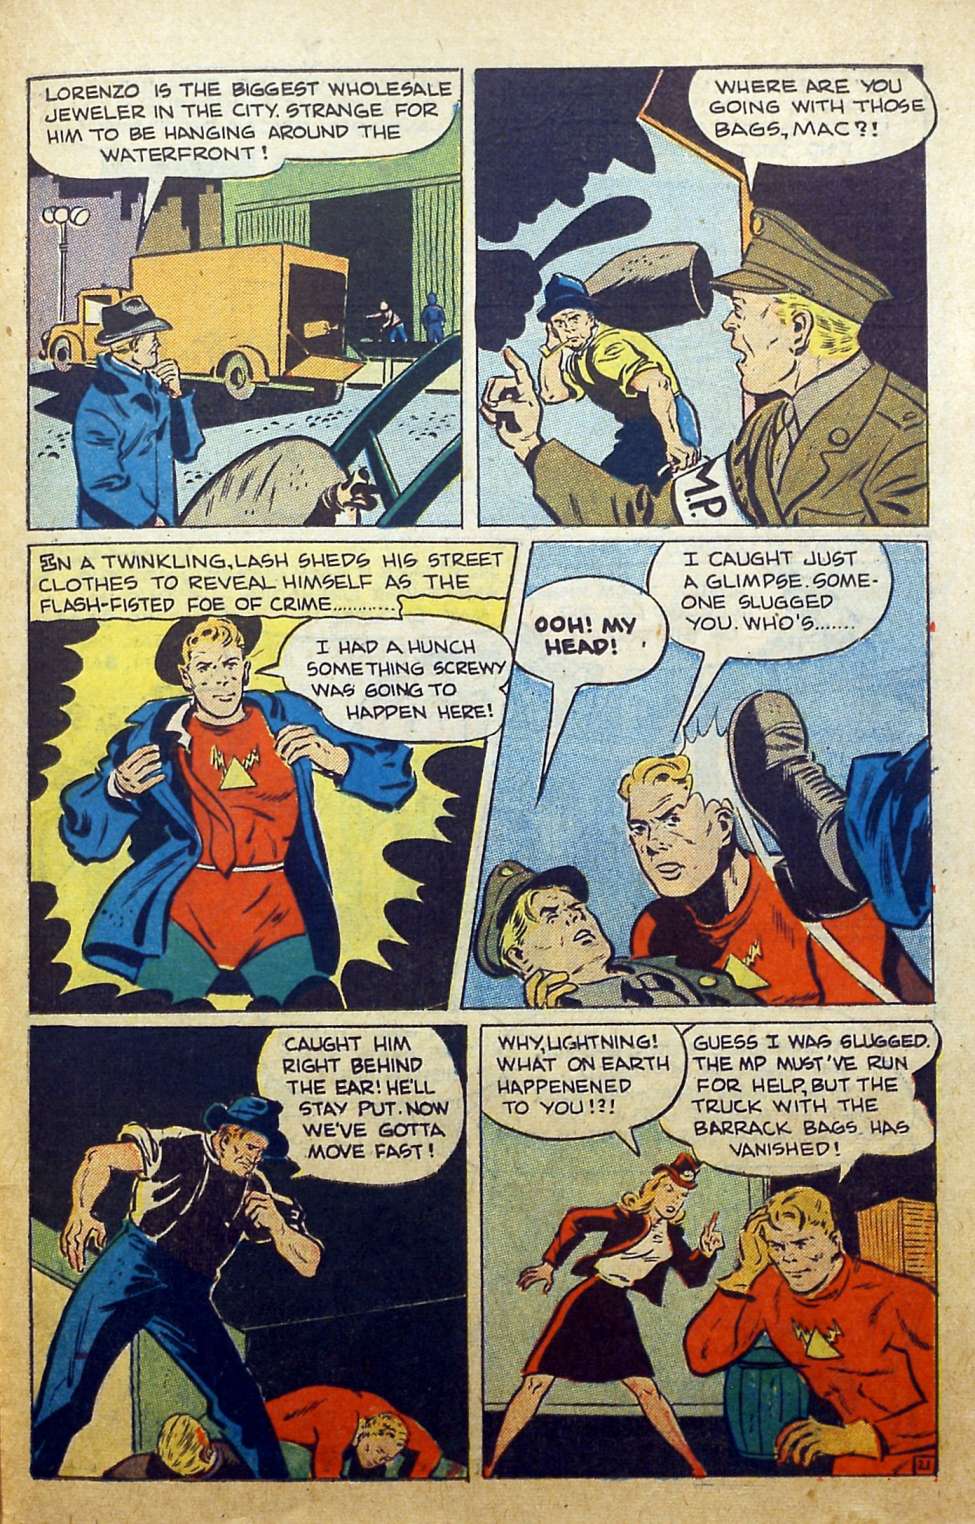 LORENZO IS THE BIGGEST WHOLESALE
JEWELER IN THE CITY. STRANGE FOR
HIM TO BE HANGING AROUND THE
WATERFRONT!
WHERE ARE YOU
GOING WITH THOSE
BAGS, MAC?!
M.P.
IN A TWINKLING, LASH SHEDS HIS STREET
CLOTHES TO REVEAL HIMSELF AS THE
FLASH-FISTED FOE OF CRIME............
I HAD A HUNCH
SOMETHING SCREWY
WAS GOING TO
HAPPEN HERE!
OOH! MY
HEAD!
I CAUGHT JUST
A GLIMPSE. SOME-
ONE SLUGGED
YOU. WHO'S.......
CAUGHT HIM
RIGHT BEHIND
THE EAR! HE'LL
STAY PUT. NOW
WE'VE GOTTA
MOVE FAST!
WHY, LIGHTNING!
WHAT ON EARTH
HAPPENENED
TO YOU!?!
GUESS I WAS SLUGGED.
THE MP MUST'VE RUN
FOR HELP, BUT THE
TRUCK WITH THE
BARRACK BAGS HAS
VANISHED!
21